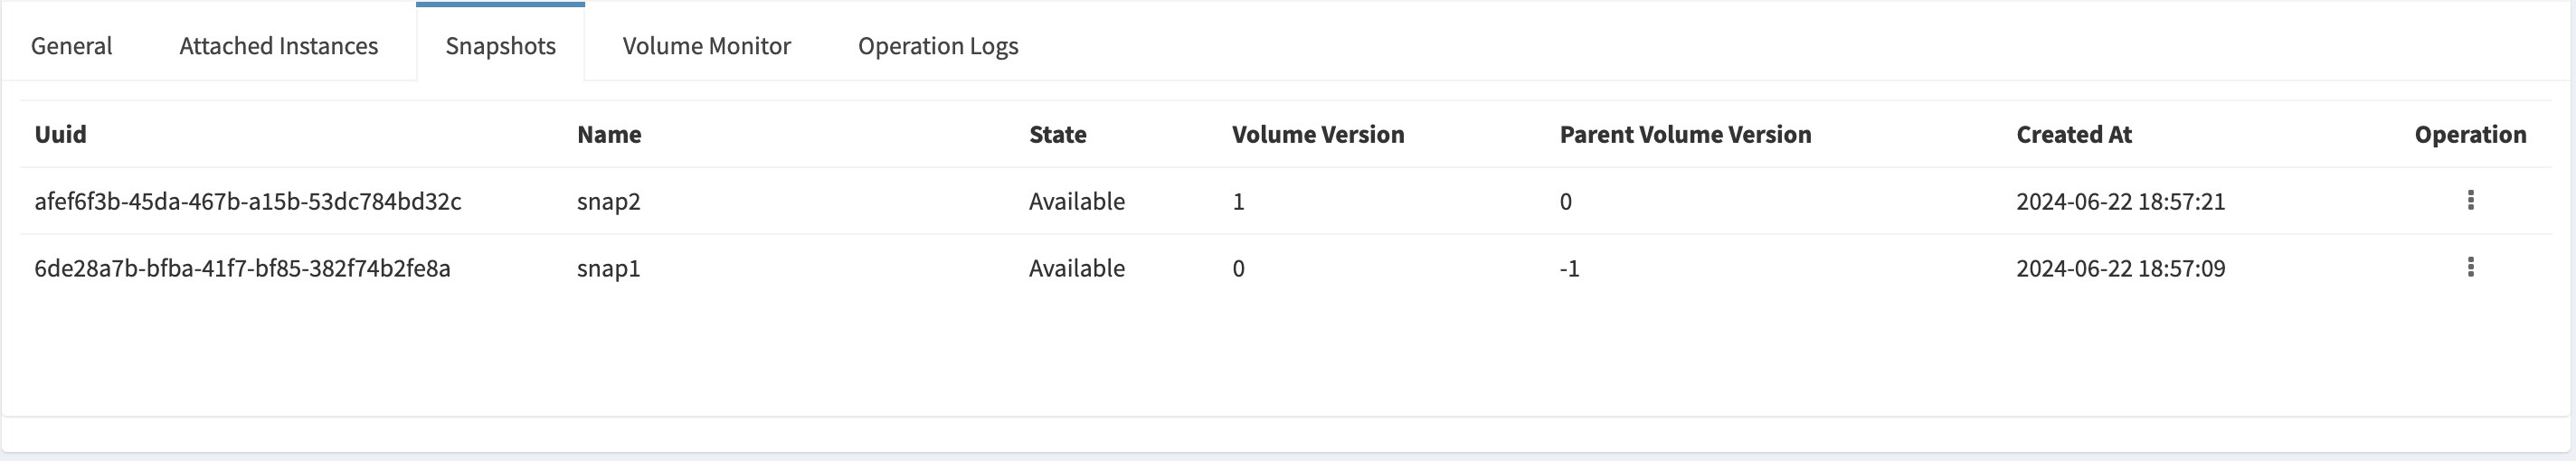 General Attached Instances Snapshots Volume Monitor Operation Logs
Uuid Name State Volume Version Parent Volume Version Created At Operation
afef6f3b-45da-467b-a15b-53dc784bd32c snap2 Available 1 0 2024-06-22 18:57:21
6de28a7b-bfba-41f7-bf85-382f74b2fe8a snap1 Available 0 -1 2024-06-22 18:57:09